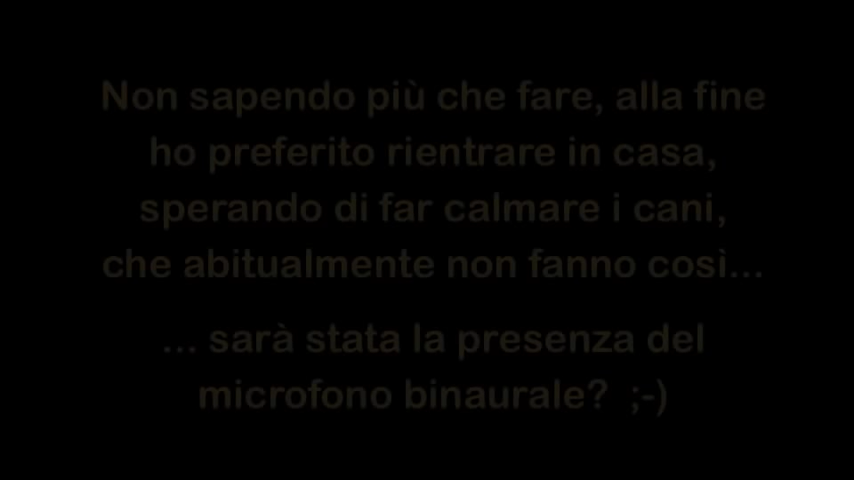 Non sapendo più che fare, alla fine
ho preferito rientrare in casa,
sperando di far calmare i cani,
che abitualmente non fanno così...
... sarà stata la presenza del
microfono binaurale?  ;-)